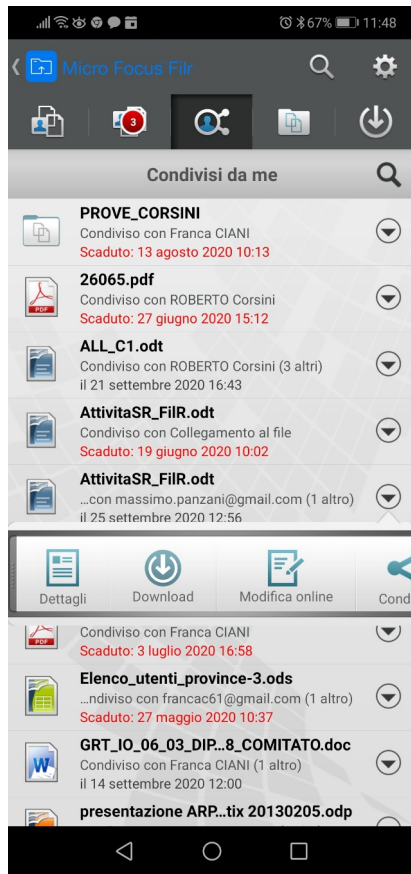 67% 11:48
Micro Focus Filr
3
Condivisi da me
PROVE_CORSINI
Condiviso con Franca CIANI
Scaduto: 13 agosto 2020 10:13
26065.pdf
Condiviso con ROBERTO Corsini
Scaduto: 27 giugno 2020 15:12
PDF
ALL_C1.odt
Condiviso con ROBERTO Corsini (3 altri)
il 21 settembre 2020 16:43
AttivitaSR_FilR.odt
Condiviso con Collegamento al file
Scaduto: 19 giugno 2020 10:02
AttivitaSR_FilR.odt
...con massimo.panzani@gmail.com (1 altro)
il 25 settembre 2020 12:56
Dettagli Download Modifica online Cond
Condiviso con Franca CIANI
PDF
Scaduto: 3 luglio 2020 16:58
Elenco_utenti_province-3.ods
...ndiviso con francac61@gmail.com (1 altro)
Scaduto: 27 maggio 2020 10:37
GRT_IO_06_03_DIP...8_COMITATO.doc
W
Condiviso con Franca CIANI (1 altro)
il 14 settembre 2020 12:00
presentazione ARP...tix 20130205.odp